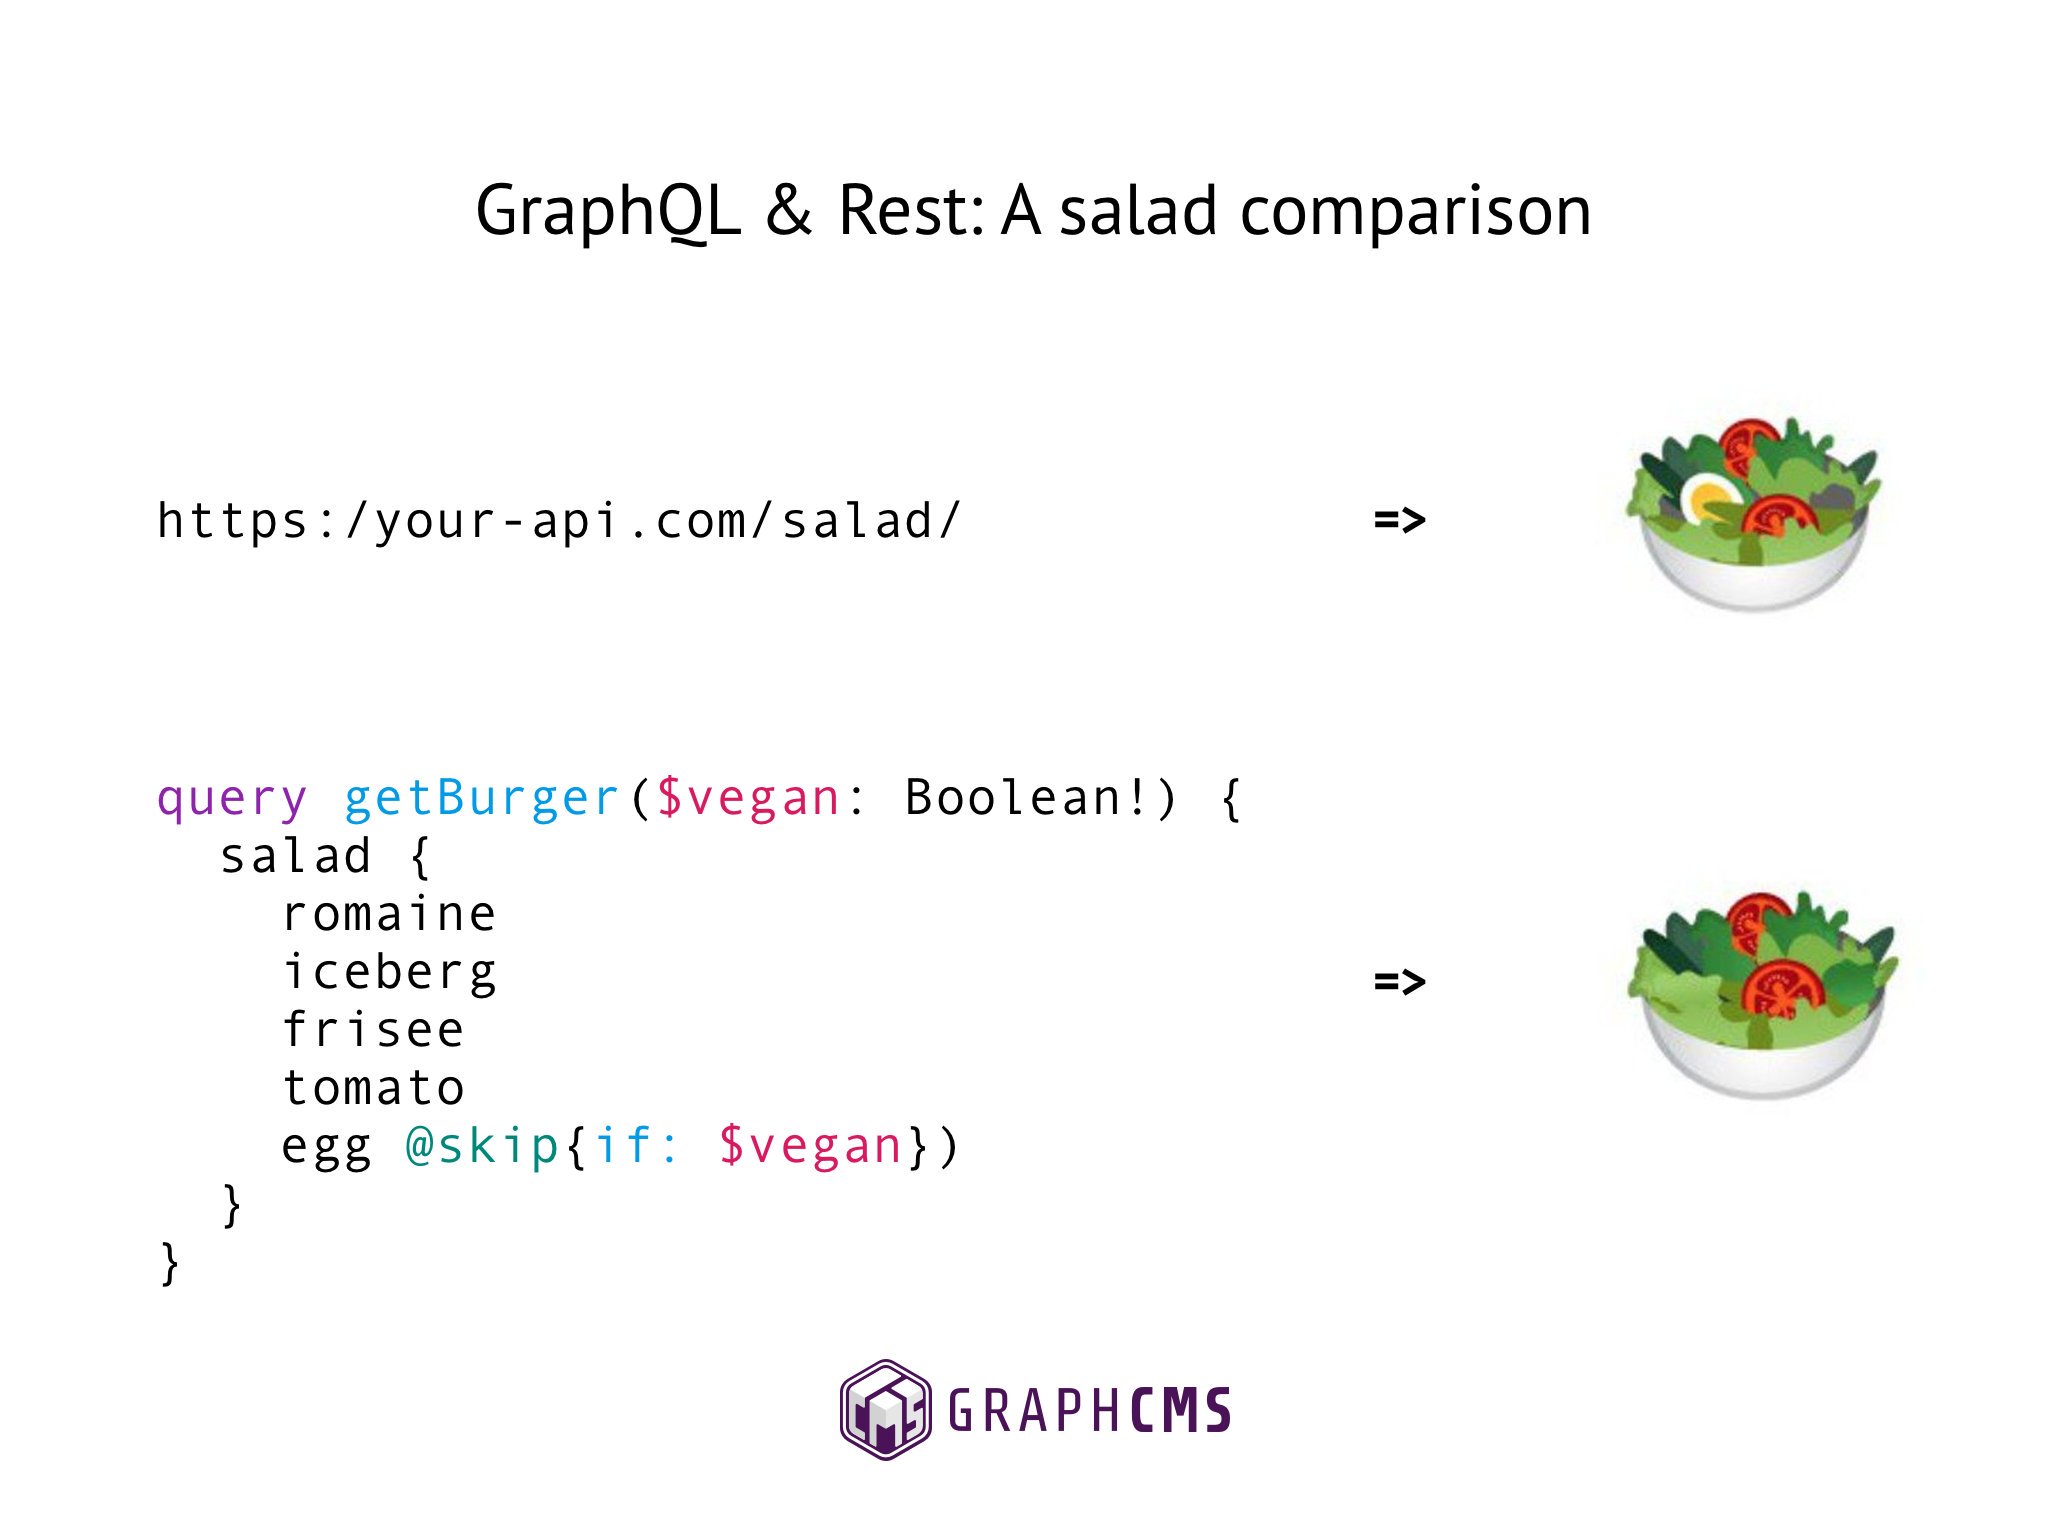 GraphQL & Rest: A salad comparison
https:/your-api.com/salad/ =>
query getBurger($vegan: Boolean!) {
salad {
romaine
iceberg
=>
frisee
tomato
egg @skip{if: $vegan})
}
}
CMS GRAPHCMS